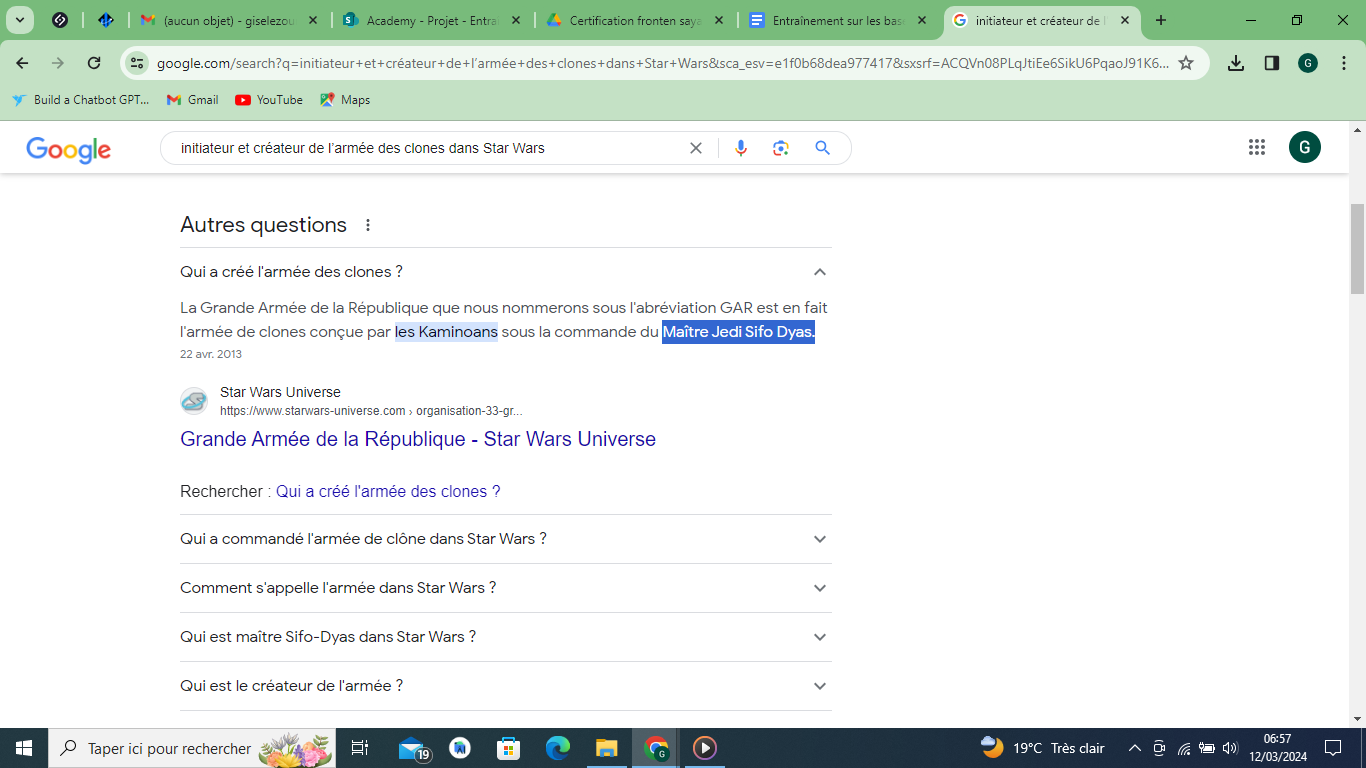 (aucun objet) - giselezou
Academy - Projet - Entra
Certification fronten saya
Entraînement sur les bas
initiateur et créateur de l
google.com/search?q=initiateur+et+créateur+de+l'armée+des+clones+dans+Star+Wars&sca_esv=e1f0b68dea977417&sxsrf=ACQVn08PLqJtiEe6SikU6PqaoJ91K6...
G
Build a Chatbot GPT...
Gmail
YouTube
Maps
Google
initiateur et créateur de l'armée des clones dans Star Wars
G
Autres questions
Qui a créé l'armée des clones ?
La Grande Armée de la République que nous nommerons sous l'abréviation GAR est en fait
l'armée de clones conçue par les Kaminoans sous la commande du Maître Jedi Sifo Dyas.
22 avr. 2013
Star Wars Universe
https://www.starwars-universe.com › organisation-33-gr...
Grande Armée de la République - Star Wars Universe
Rechercher : Qui a créé l'armée des clones ?
Qui a commandé l'armée de clône dans Star Wars ?
Comment s'appelle l'armée dans Star Wars ?
Qui est maître Sifo-Dyas dans Star Wars ?
Qui est le créateur de l'armée ?
Taper ici pour rechercher
19
G
19°C Très clair
06:57
12/03/2024